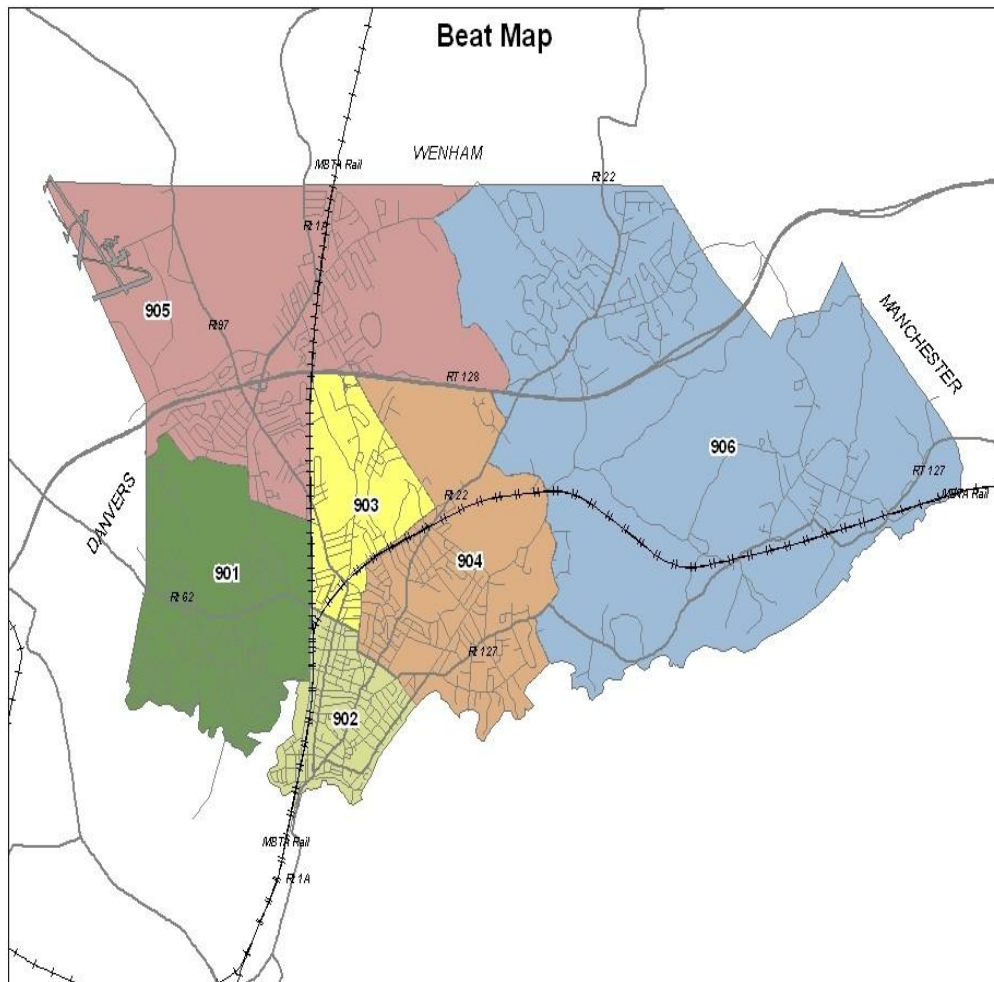 Beat Map
WENHAM
MBTA Rail
Rt 22
Rt 1A
MANCHESTER
905
Rt 97
RT 128
906
RT 127
MBTA Rail
DANVERS
903
Rt 22
904
901
Rt 62
Rt 127
902
MBTA Rail
Rt 1A